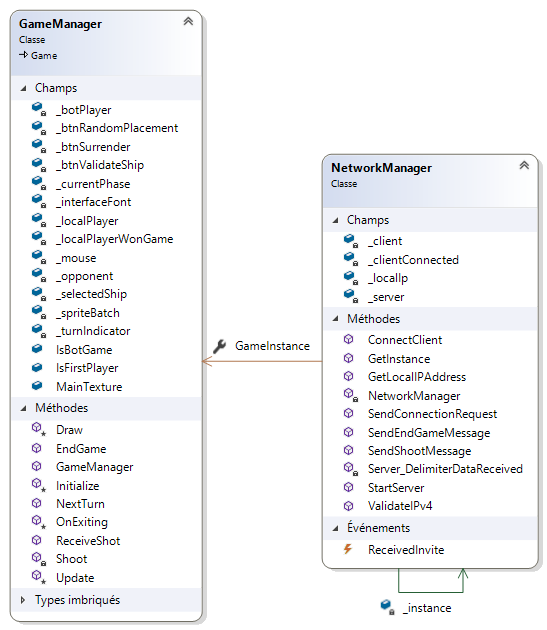 GameManager
Classe
Game
Champs
_botPlayer
_btnRandomPlacement
_btnSurrender
_btnValidateShip
_currentPhase
_interfaceFont
_localPlayer
_localPlayerWonGame
_mouse
_opponent
_selectedShip
_spriteBatch
_turnIndicator
IsBotGame
IsFirstPlayer
MainTexture
Méthodes
Draw
EndGame
GameManager
Initialize
NextTurn
OnExiting
ReceiveShot
Shoot
Update
Types imbriqués
GameInstance
NetworkManager
Classe
Champs
_client
_clientConnected
_localIp
_server
Méthodes
ConnectClient
GetInstance
GetLocalIPAddress
NetworkManager
SendConnectionRequest
SendEndGameMessage
SendShootMessage
Server_DelimiterDataReceived
StartServer
ValidateIPv4
Événements
ReceivedInvite
_instance